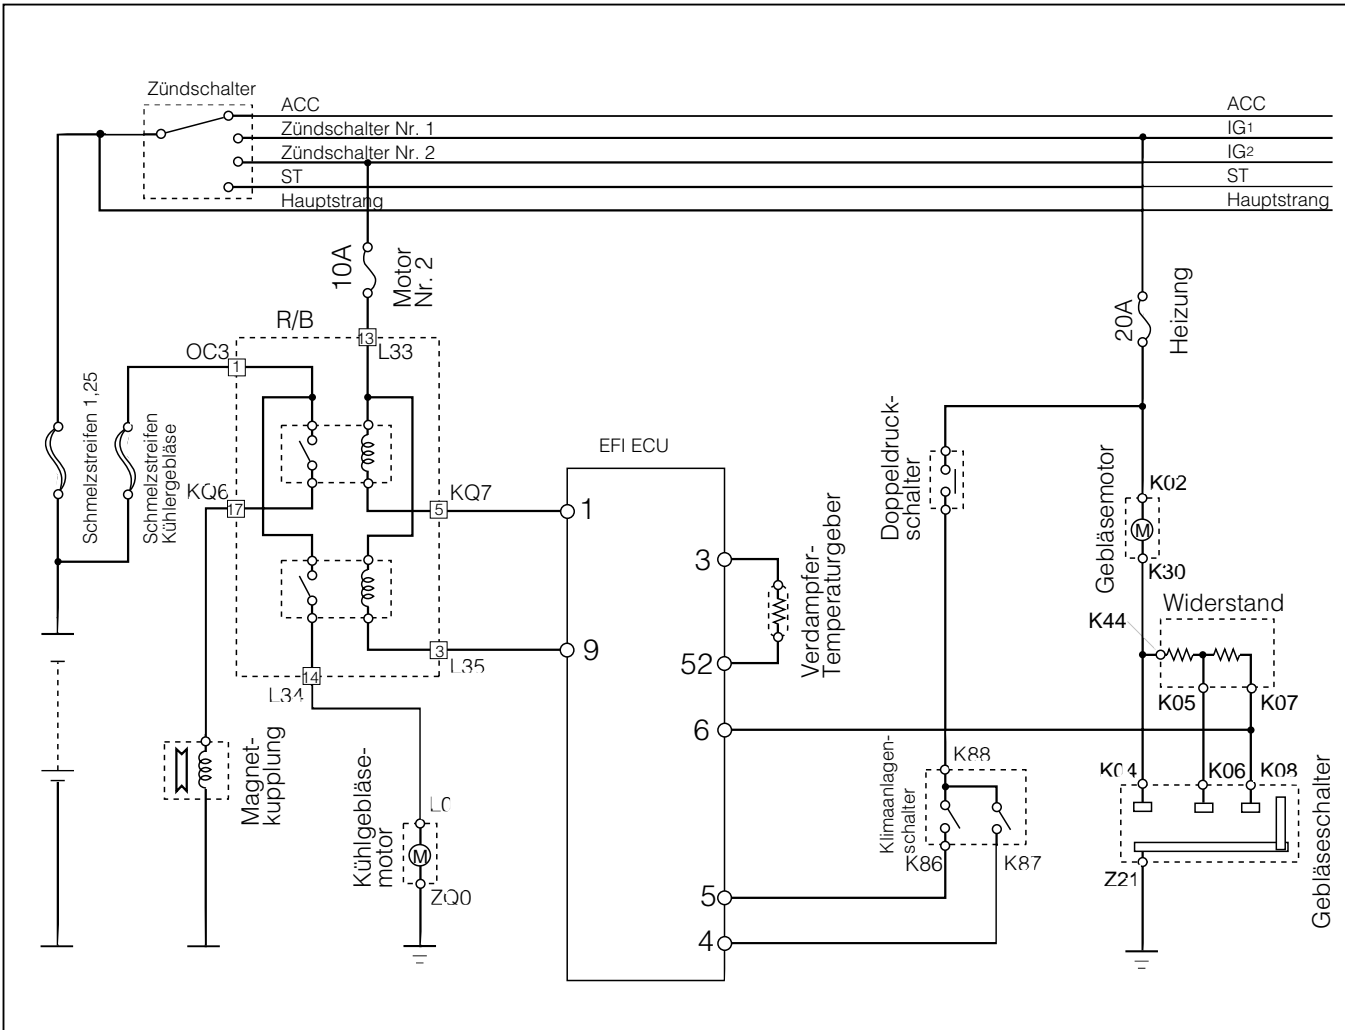 Zündschalter
ACC
ACC
Zündschalter Nr. 1
IG1
Zündschalter Nr. 2
IG2
ST
ST
Hauptstrang
Hauptstrang
10A
Motor
Nr. 2
20A
Heizung
R/B
13
L33
OC3
1
Schmelzstreifen 1,25
Schmelzstreifen
Kühlergebläse
KQ6
17
KQ7
5
EFI ECU
1
3
9
52
6
5
4
Verdampfer-
Temperaturgeber
Doppeldruck-
schalter
Gebläsemotor
K02
M
K30
Widerstand
K44
K05
K07
3
L35
14
L34
Magnet-
kupplung
Kühlgebläse-
motor
M
ZQ0
Klimaanlagen-
schalter
K88
K86
K87
K04
K06
K08
Z21
Gebläseschalter